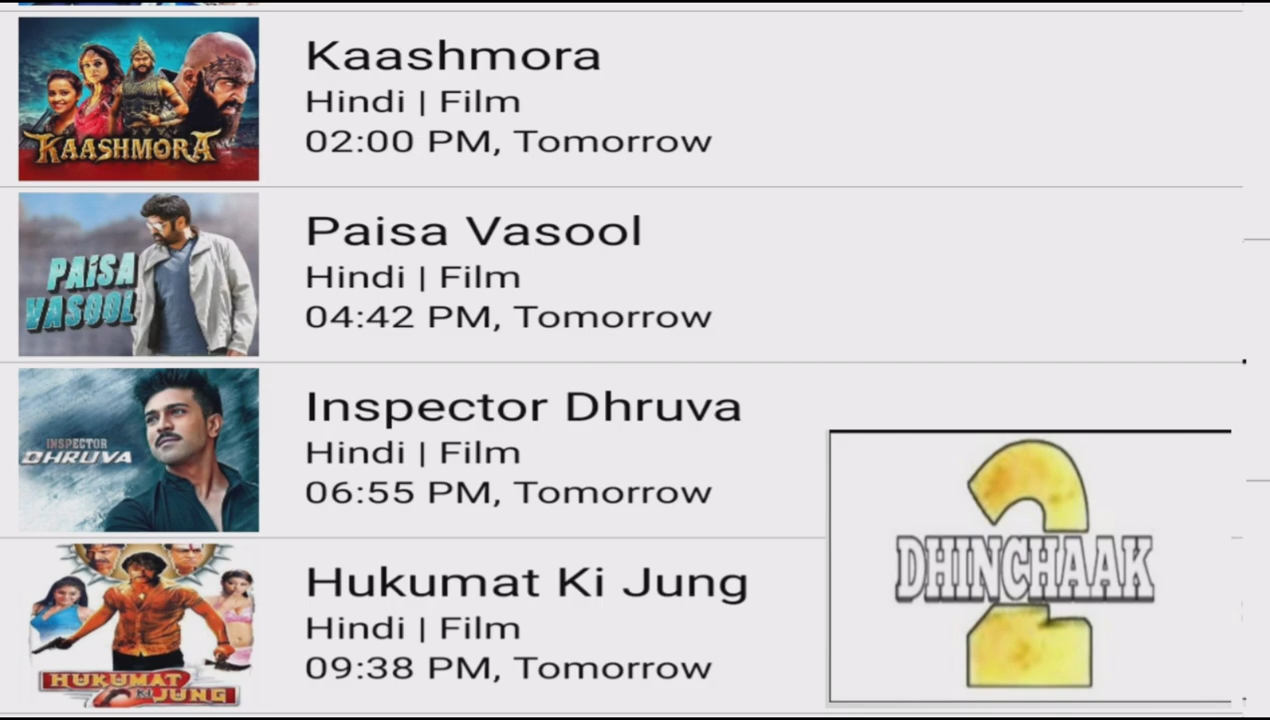 KAASHMORA
Kaashmora
Hindi | Film
02:00 PM, Tomorrow
PAiSA
VASOOL
Paisa Vasool
Hindi | Film
04:42 PM, Tomorrow
INSPECTOR
DHRUVA
Inspector Dhruva
Hindi | Film
06:55 PM, Tomorrow
HUKUMAT
KI JUNG
Hukumat Ki Jung
Hindi | Film
09:38 PM, Tomorrow
2
DHINCHAAK